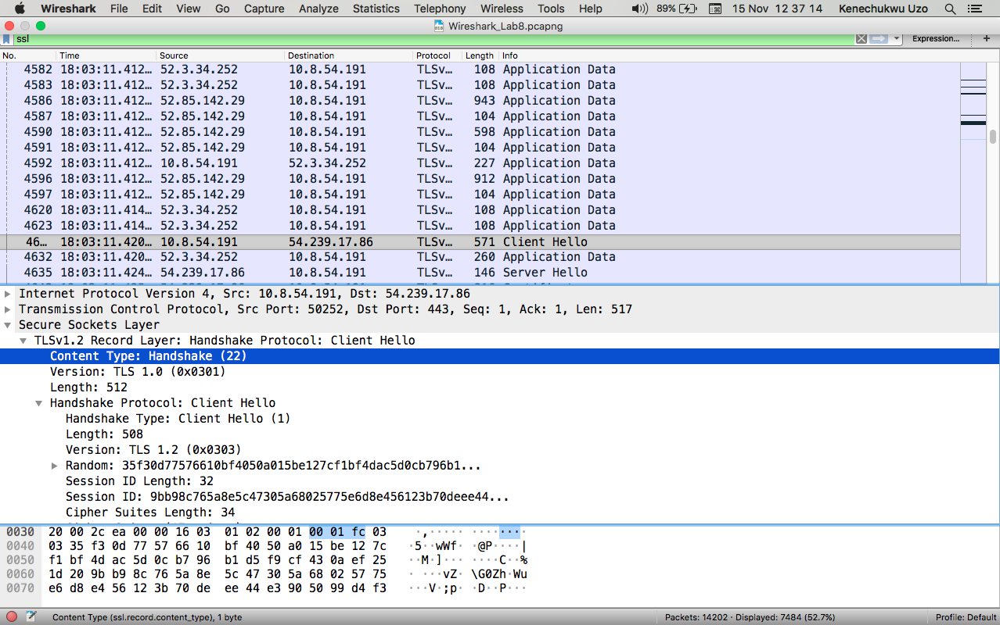 Wireshark File Edit View Go Capture Analyze Statistics Telephony Wireless Tools Help 89% 15 Nov 12 37 14 Kenechukwu Uzo
Wireshark_Lab8.pcapng
ssl Expression... +
No. Time Source Destination Protocol Length Info
4582 18:03:11.412… 52.3.34.252 10.8.54.191 TLSv… 108 Application Data
4583 18:03:11.412… 52.3.34.252 10.8.54.191 TLSv… 108 Application Data
4586 18:03:11.412… 52.85.142.29 10.8.54.191 TLSv… 943 Application Data
4587 18:03:11.412… 52.85.142.29 10.8.54.191 TLSv… 104 Application Data
4590 18:03:11.412… 52.85.142.29 10.8.54.191 TLSv… 598 Application Data
4591 18:03:11.412… 52.85.142.29 10.8.54.191 TLSv… 104 Application Data
4592 18:03:11.412… 10.8.54.191 52.3.34.252 TLSv… 227 Application Data
4596 18:03:11.412… 52.85.142.29 10.8.54.191 TLSv… 912 Application Data
4597 18:03:11.412… 52.85.142.29 10.8.54.191 TLSv… 104 Application Data
4620 18:03:11.414… 52.3.34.252 10.8.54.191 TLSv… 108 Application Data
4623 18:03:11.414… 52.3.34.252 10.8.54.191 TLSv… 108 Application Data
46… 18:03:11.420… 10.8.54.191 54.239.17.86 TLSv… 571 Client Hello
4632 18:03:11.420… 52.3.34.252 10.8.54.191 TLSv… 260 Application Data
4635 18:03:11.424… 54.239.17.86 10.8.54.191 TLSv… 146 Server Hello
Internet Protocol Version 4, Src: 10.8.54.191, Dst: 54.239.17.86
Transmission Control Protocol, Src Port: 50252, Dst Port: 443, Seq: 1, Ack: 1, Len: 517
Secure Sockets Layer
TLSv1.2 Record Layer: Handshake Protocol: Client Hello
Content Type: Handshake (22)
Version: TLS 1.0 (0x0301)
Length: 512
Handshake Protocol: Client Hello
Handshake Type: Client Hello (1)
Length: 508
Version: TLS 1.2 (0x0303)
Random: 35f30d77576610bf4050a015be127cf1bf4dac5d0cb796b1...
Session ID Length: 32
Session ID: 9bb98c765a8e5c47305a68025775e6d8e456123b70deee44...
Cipher Suites Length: 34
0030 20 00 2c ea 00 00 16 03 01 02 00 01 00 01 fc 03 ·,····· ········
0040 03 35 f3 0d 77 57 66 10 bf 40 50 a0 15 be 12 7c ·5··wWf· ·@P····|
0050 f1 bf 4d ac 5d 0c b7 96 b1 d5 f9 cf 43 0a ef 25 ··M·]··· ····C··%
0060 1d 20 9b b9 8c 76 5a 8e 5c 47 30 5a 68 02 57 75 · ···vZ· \G0Zh·Wu
0070 e6 d8 e4 56 12 3b 70 de ee 44 e3 90 50 99 d4 f3 ···V·;p· ·D··P···
Content Type (ssl.record.content_type), 1 byte Packets: 14202 · Displayed: 7484 (52.7%) Profile: Default